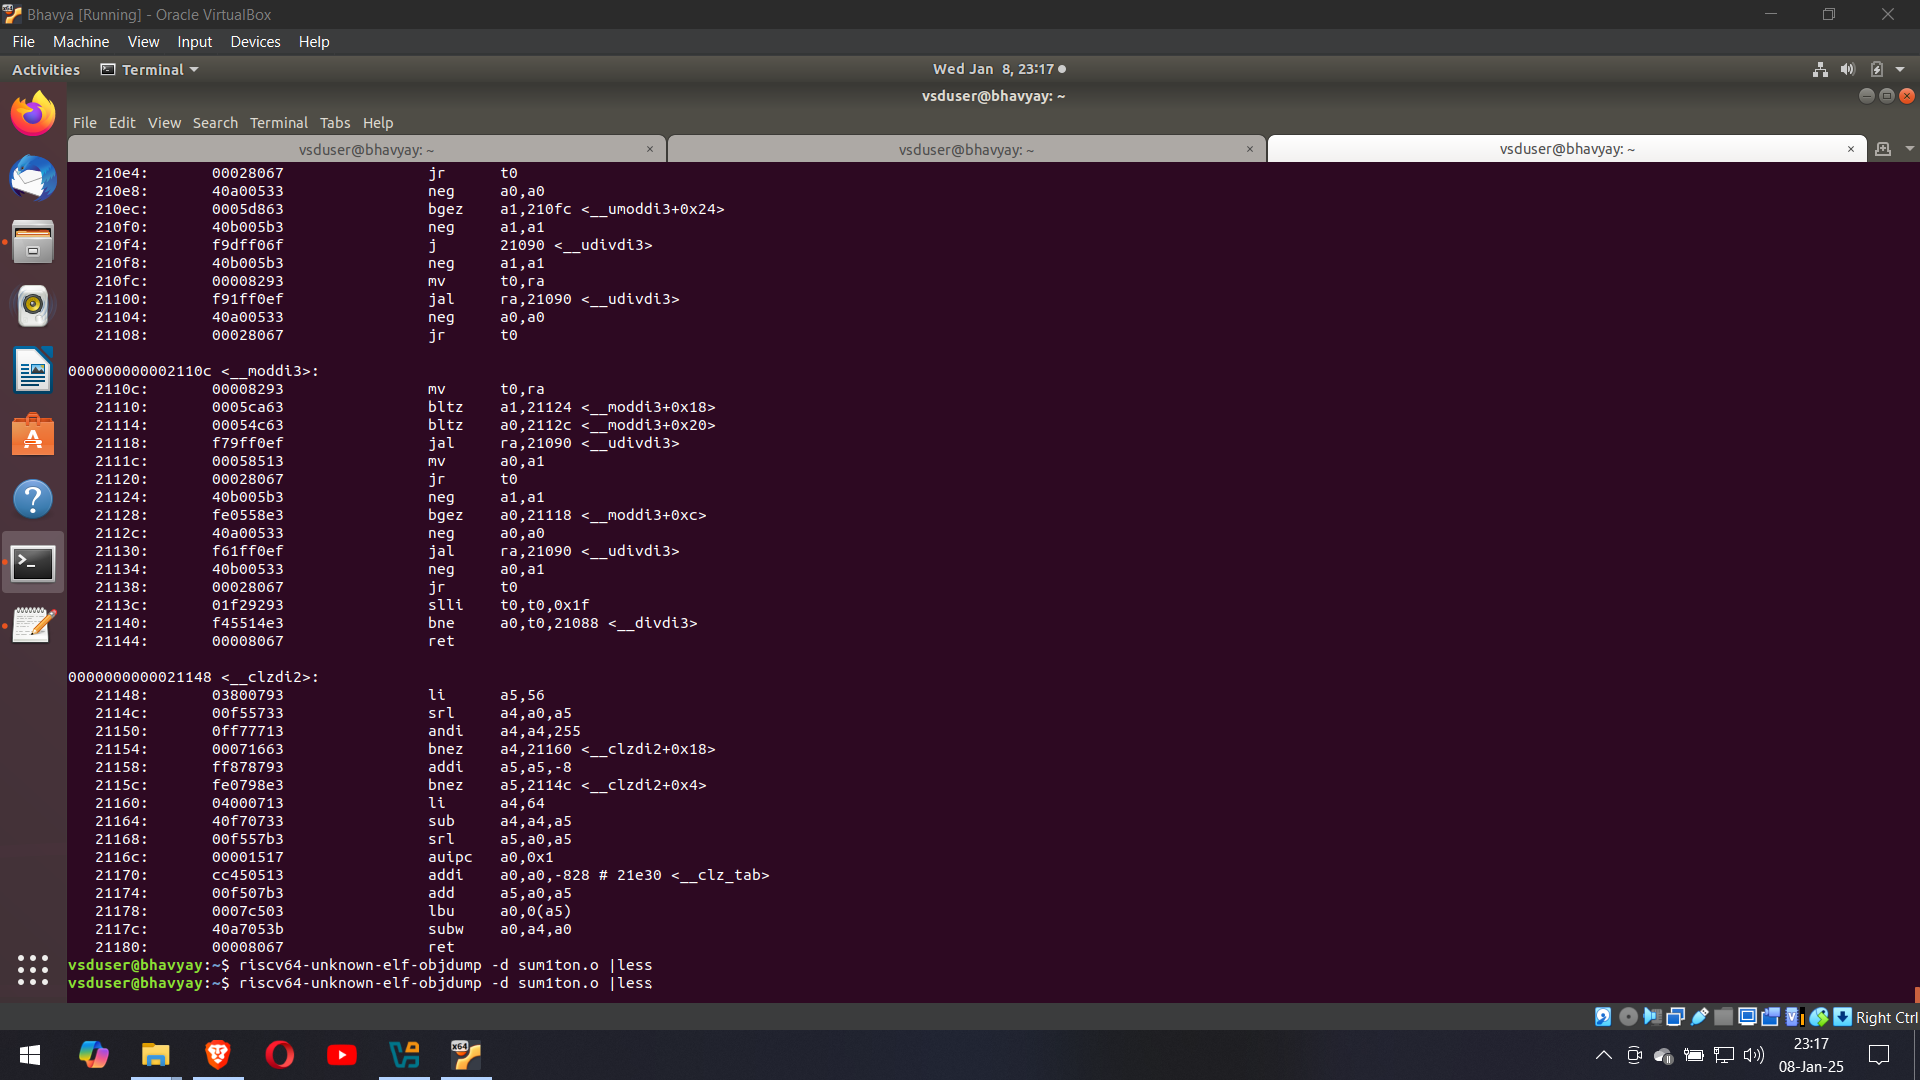 Bhavya [Running] - Oracle VirtualBox
File Machine View Input Devices Help
Activities Terminal Wed Jan 8, 23:17
vsduser@bhavyay: ~
File Edit View Search Terminal Tabs Help
vsduser@bhavyay: ~ vsduser@bhavyay: ~ vsduser@bhavyay: ~
210e4: 00028067 jr t0
210e8: 40a00533 neg a0,a0
210ec: 0005d863 bgez a1,210fc <__umoddi3+0x24>
210f0: 40b005b3 neg a1,a1
210f4: f9dff06f j 21090 <__udivdi3>
210f8: 40b005b3 neg a1,a1
210fc: 00008293 mv t0,ra
21100: f91ff0ef jal ra,21090 <__udivdi3>
21104: 40a00533 neg a0,a0
21108: 00028067 jr t0
000000000002110c <__moddi3>:
2110c: 00008293 mv t0,ra
21110: 0005ca63 bltz a1,21124 <__moddi3+0x18>
21114: 00054c63 bltz a0,2112c <__moddi3+0x20>
21118: f79ff0ef jal ra,21090 <__udivdi3>
2111c: 00058513 mv a0,a1
21120: 00028067 jr t0
21124: 40b005b3 neg a1,a1
21128: fe0558e3 bgez a0,21118 <__moddi3+0xc>
2112c: 40a00533 neg a0,a0
21130: f61ff0ef jal ra,21090 <__udivdi3>
21134: 40b00533 neg a0,a1
21138: 00028067 jr t0
2113c: 01f29293 slli t0,t0,0x1f
21140: f45514e3 bne a0,t0,21088 <__divdi3>
21144: 00008067 ret
0000000000021148 <__clzdi2>:
21148: 03800793 li a5,56
2114c: 00f55733 srl a4,a0,a5
21150: 0ff77713 andi a4,a4,255
21154: 00071663 bnez a4,21160 <__clzdi2+0x18>
21158: ff878793 addi a5,a5,-8
2115c: fe0798e3 bnez a5,2114c <__clzdi2+0x4>
21160: 04000713 li a4,64
21164: 40f70733 sub a4,a4,a5
21168: 00f557b3 srl a5,a0,a5
2116c: 00001517 auipc a0,0x1
21170: cc450513 addi a0,a0,-828 # 21e30 <__clz_tab>
21174: 00f507b3 add a5,a0,a5
21178: 0007c503 lbu a0,0(a5)
2117c: 40a7053b subw a0,a4,a0
21180: 00008067 ret
vsduser@bhavyay:~$ riscv64-unknown-elf-objdump -d sum1ton.o |less
vsduser@bhavyay:~$ riscv64-unknown-elf-objdump -d sum1ton.o |less
Right Ctrl
x64
23:17
08-Jan-25